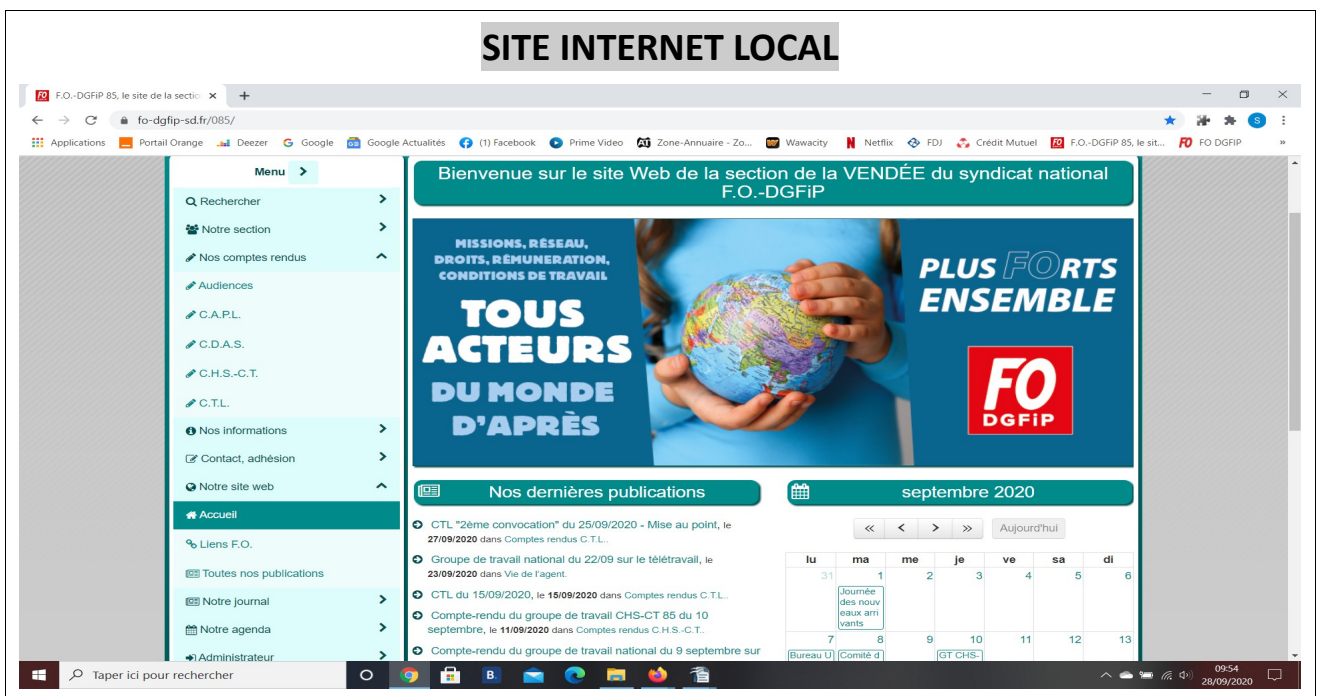 SITE INTERNET LOCAL
F.O.-DGFiP 85, le site de la sectio
fo-dgfip-sd.fr/085/
S
Applications Portail Orange Deezer Google Google Actualités (1) Facebook Prime Video Zone-Annuaire - Zo... Wawacity Netflix FDJ Crédit Mutuel F.O.-DGFiP 85, le sit... FO DGFIP »
Menu
Rechercher
Notre section
Nos comptes rendus
Audiences
C.A.P.L.
C.D.A.S.
C.H.S.-C.T.
C.T.L.
Nos informations
Contact, adhésion
Notre site web
Accueil
Liens F.O.
Toutes nos publications
Notre journal
Notre agenda
Administrateur
Bienvenue sur le site Web de la section de la VENDÉE du syndicat national
F.O.-DGFiP
MISSIONS, RÉSEAU,
DROITS, RÉMUNERATION,
CONDITIONS DE TRAVAIL
TOUS
ACTEURS
DU MONDE
D'APRÈS
PLUS FORTS
ENSEMBLE
FO
DGFiP
Nos dernières publications
CTL "2ème convocation" du 25/09/2020 - Mise au point, le
27/09/2020 dans Comptes rendus C.T.L..
Groupe de travail national du 22/09 sur le télétravail, le
23/09/2020 dans Vie de l'agent.
CTL du 15/09/2020, le 15/09/2020 dans Comptes rendus C.T.L..
Compte-rendu du groupe de travail CHS-CT 85 du 10
septembre, le 11/09/2020 dans Comptes rendus C.H.S.-C.T..
Compte-rendu du groupe de travail national du 9 septembre sur
septembre 2020
« < > » Aujourd'hui
lu ma me je ve sa di
31 1 2 3 4 5 6
Journée
des nouv
eaux arri
vants
7 8 9 10 11 12 13
Bureau U Comité d GT CHS-
Taper ici pour rechercher
B.
09:54
28/09/2020